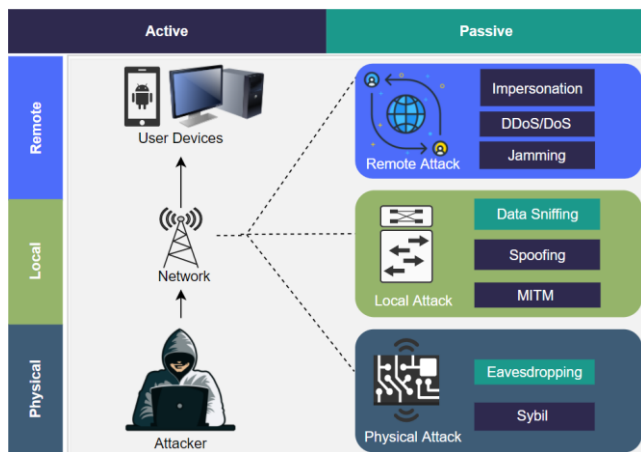 Active
Passive
Remote
Local
Physical
User Devices
Network
Attacker
Remote Attack
Impersonation
DDoS/DoS
Jamming
Local Attack
Data Sniffing
Spoofing
MITM
Physical Attack
Eavesdropping
Sybil